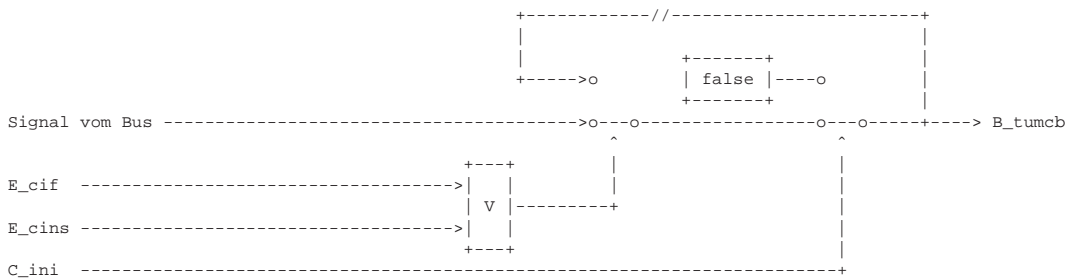 //
false
Signal vom Bus B_tumcb
E_cif
V
E_cins
C_ini